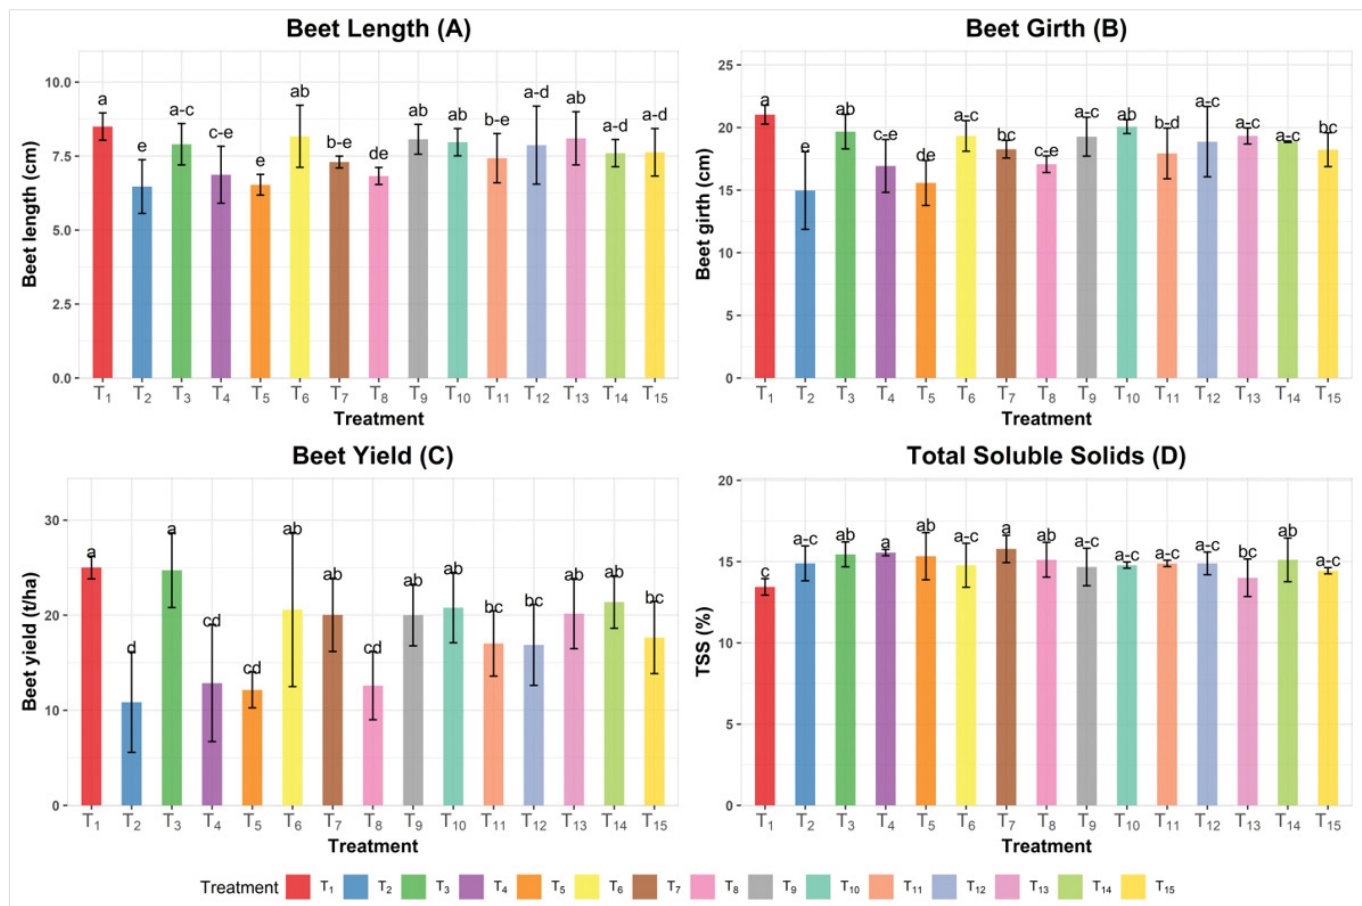 Beet Length (A)
Beet length (cm)
10.0
7.5
5.0
2.5
0.0
a e a-c c-e e ab b-e de ab ab b-e a-d ab a-d a-d
T1 T2 T3 T4 T5 T6 T7 T8 T9 T10 T11 T12 T13 T14 T15
Treatment
Beet Girth (B)
Beet girth (cm)
25
20
15
10
5
0
a e ab c-e de ab bc c-e a-c ab b-d a-c ab a-c bc
T1 T2 T3 T4 T5 T6 T7 T8 T9 T10 T11 T12 T13 T14 T15
Treatment
Beet Yield (C)
Beet yield (t/ha)
30
20
10
0
a d a cd cd ab ab cd ab ab bc bc ab ab bc
T1 T2 T3 T4 T5 T6 T7 T8 T9 T10 T11 T12 T13 T14 T15
Treatment
Total Soluble Solids (D)
TSS (%)
20
15
10
5
0
c a-c ab a ab a-c a ab a-c a-c a-c a-c bc ab a-c
T1 T2 T3 T4 T5 T6 T7 T8 T9 T10 T11 T12 T13 T14 T15
Treatment
Treatment T1 T2 T3 T4 T5 T6 T7 T8 T9 T10 T11 T12 T13 T14 T15